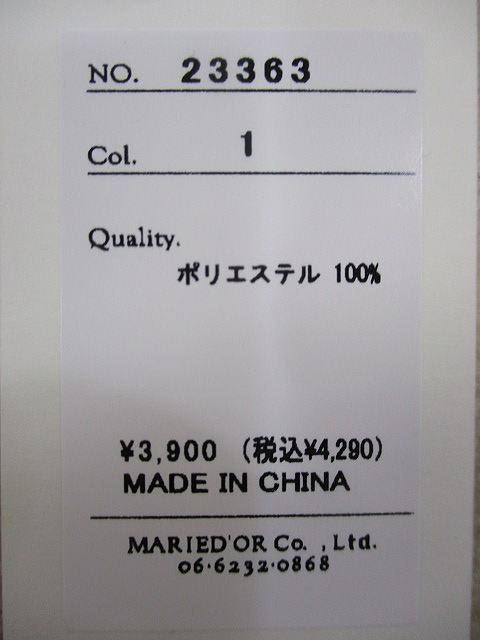 NO. 23363
Col. 1
Quality.
ポリエステル 100%
¥3,900 (税込¥4,290)
MADE IN CHINA
MARIED'OR Co. , Ltd.
06·6232·0868